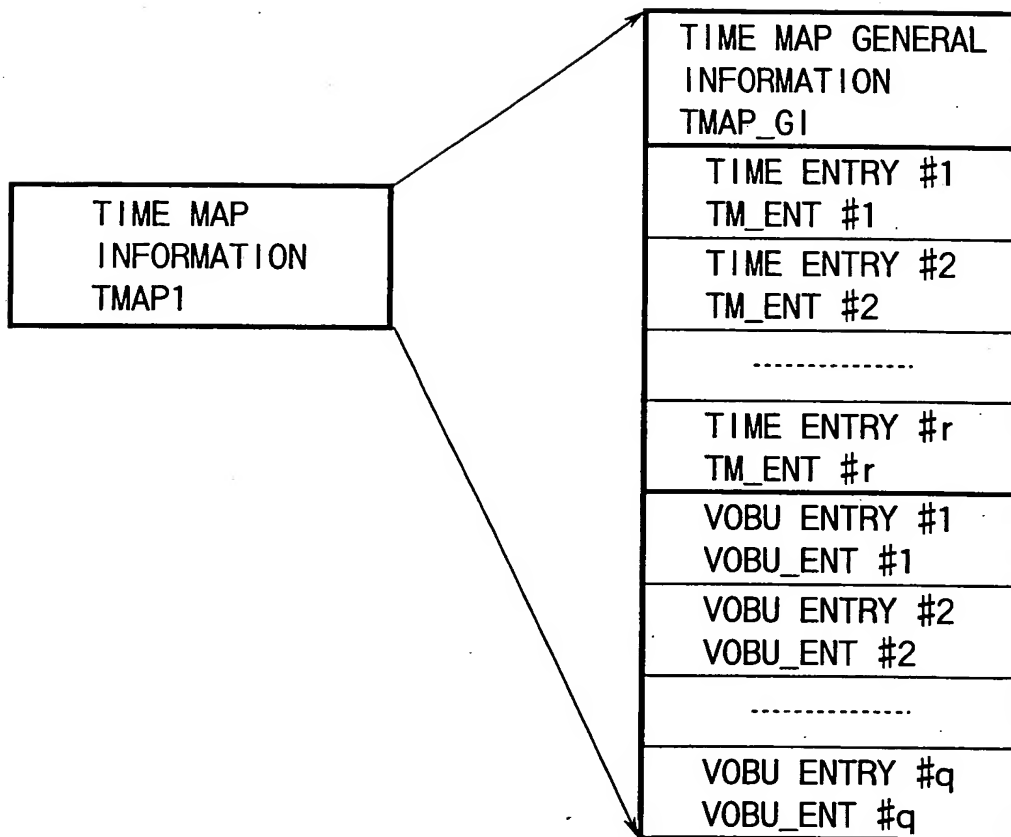 TIME MAP
INFORMATION
TMAP1
TIME MAP GENERAL
INFORMATION
TMAP_GI
TIME ENTRY #1
TM_ENT #1
TIME ENTRY #2
TM_ENT #2
---------------
TIME ENTRY #r
TM_ENT #r
VOBU ENTRY #1
VOBU_ENT #1
VOBU ENTRY #2
VOBU_ENT #2
---------------
VOBU ENTRY #q
VOBU_ENT #q